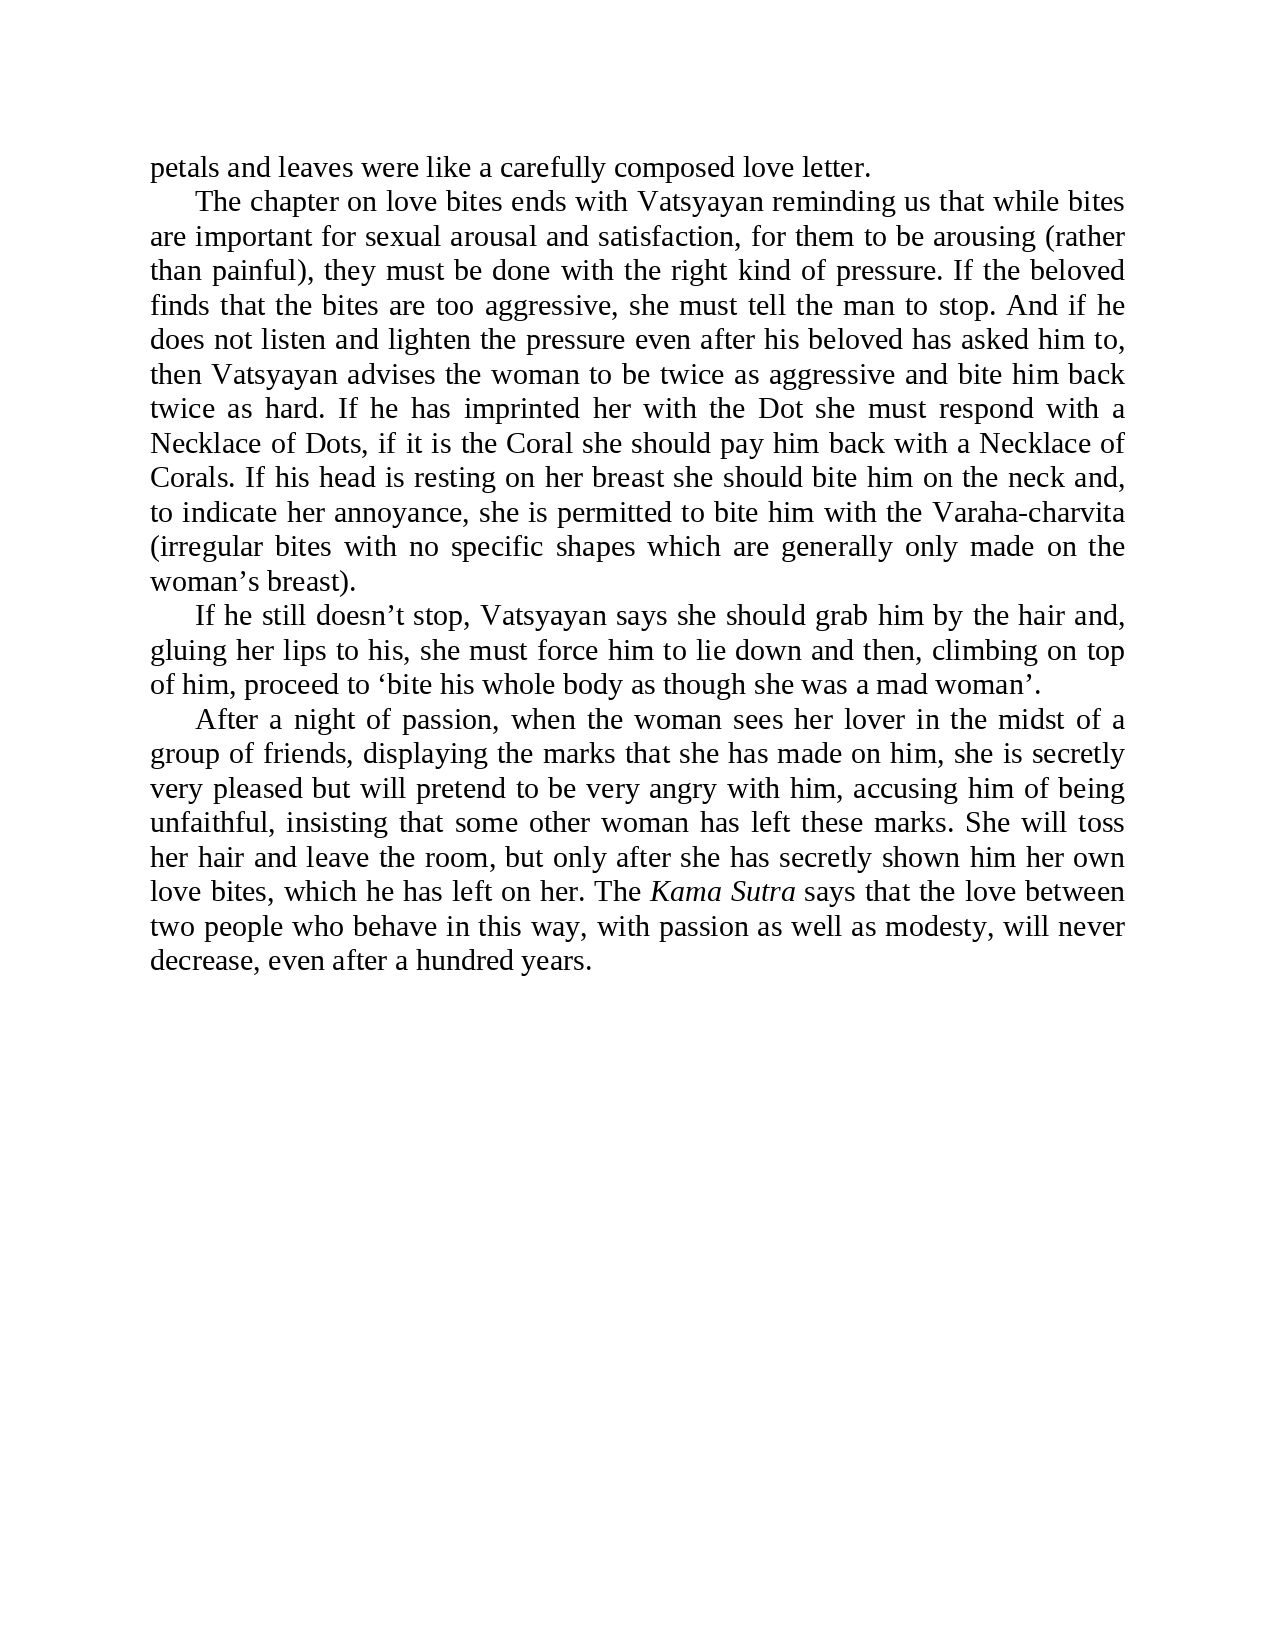 petals and leaves were like a carefully composed love letter.
The chapter on love bites ends with Vatsyayan reminding us that while bites
are important for sexual arousal and satisfaction, for them to be arousing (rather
than painful), they must be done with the right kind of pressure. If the beloved
finds that the bites are too aggressive, she must tell the man to stop. And if he
does not listen and lighten the pressure even after his beloved has asked him to,
then Vatsyayan advises the woman to be twice as aggressive and bite him back
twice as hard. If he has imprinted her with the Dot she must respond with a
Necklace of Dots, if it is the Coral she should pay him back with a Necklace of
Corals. If his head is resting on her breast she should bite him on the neck and,
to indicate her annoyance, she is permitted to bite him with the Varaha-charvita
(irregular bites with no specific shapes which are generally only made on the
woman’s breast).
If he still doesn’t stop, Vatsyayan says she should grab him by the hair and,
gluing her lips to his, she must force him to lie down and then, climbing on top
of him, proceed to ‘bite his whole body as though she was a mad woman’.
After a night of passion, when the woman sees her lover in the midst of a
group of friends, displaying the marks that she has made on him, she is secretly
very pleased but will pretend to be very angry with him, accusing him of being
unfaithful, insisting that some other woman has left these marks. She will toss
her hair and leave the room, but only after she has secretly shown him her own
love bites, which he has left on her. The Kama Sutra says that the love between
two people who behave in this way, with passion as well as modesty, will never
decrease, even after a hundred years.